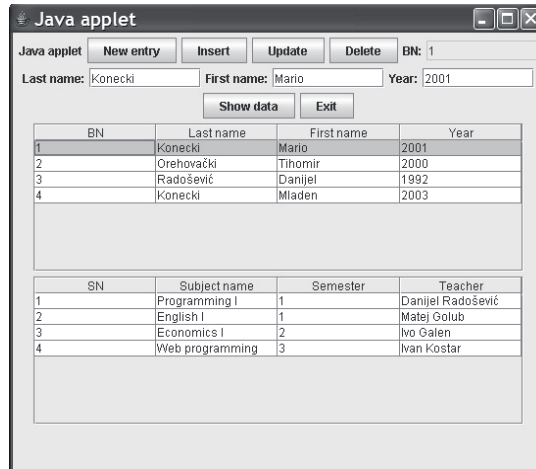 Java applet
Java applet New entry Insert Update Delete BN: 1
Last name: Konecki First name: Mario Year: 2001
Show data Exit
BN Last name First name Year
1 Konecki Mario 2001
2 Orehovački Tihomir 2000
3 Radošević Danijel 1992
4 Konecki Mladen 2003
SN Subject name Semester Teacher
1 Programming I 1 Danijel Radošević
2 English I 1 Matej Golub
3 Economics I 2 Ivo Galen
4 Web programming 3 Ivan Kostar